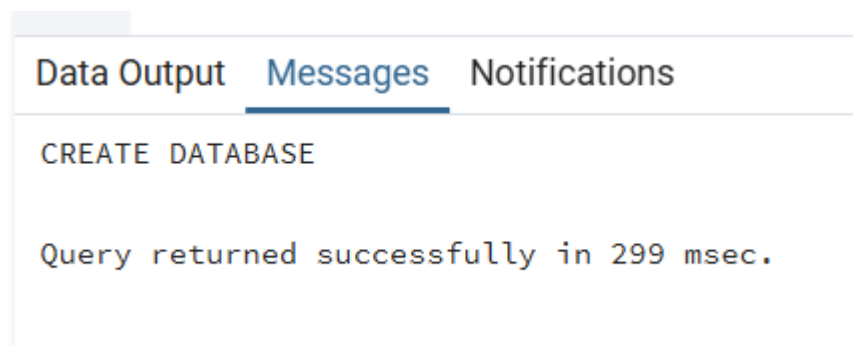 Data Output Messages Notifications
CREATE DATABASE
Query returned successfully in 299 msec.